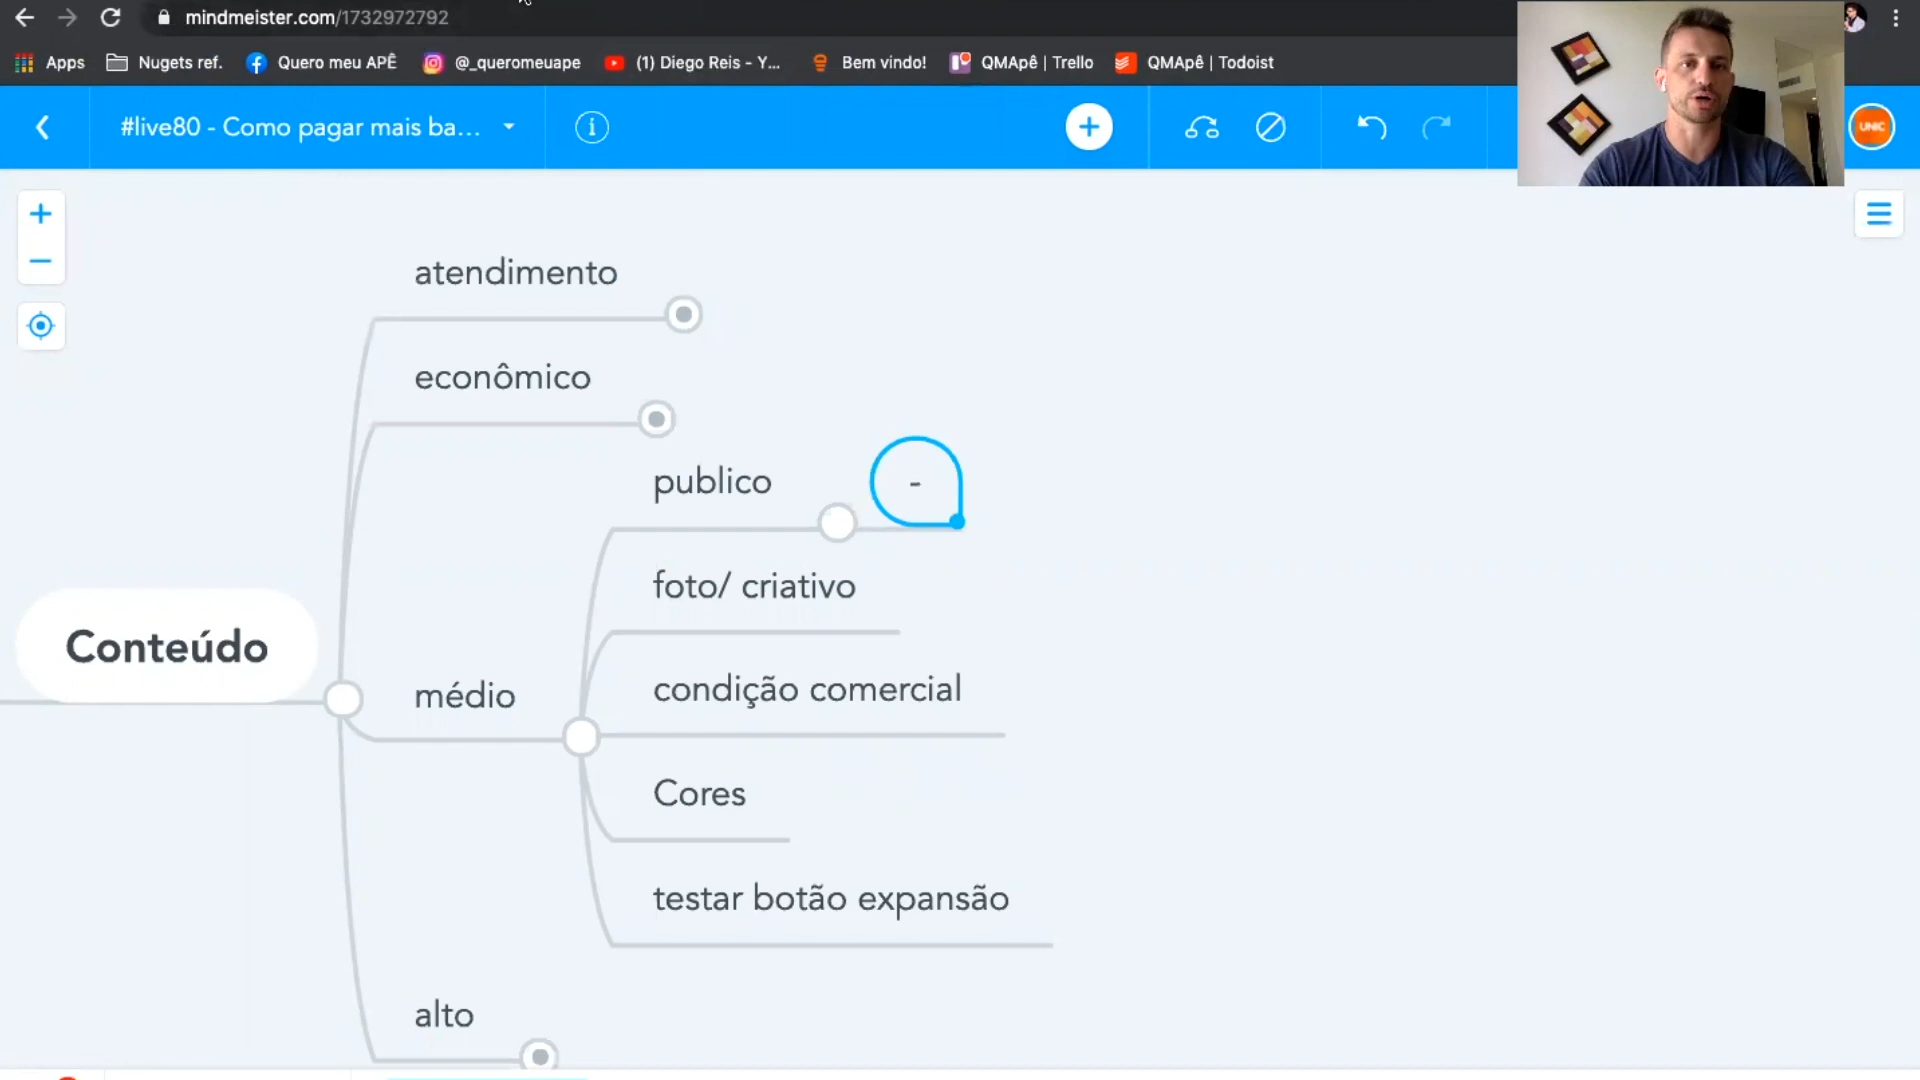 mindmeister.com/1732972792
Apps Nugets ref. Quero meu APÊ @_queromeuape (1) Diego Reis - Y... Bem vindo! QMApê | Trello QMApê | Todoist
#live80 - Como pagar mais ba...
UNIC
atendimento
econômico
publico -
foto/ criativo
Conteúdo
médio
condição comercial
Cores
testar botão expansão
alto